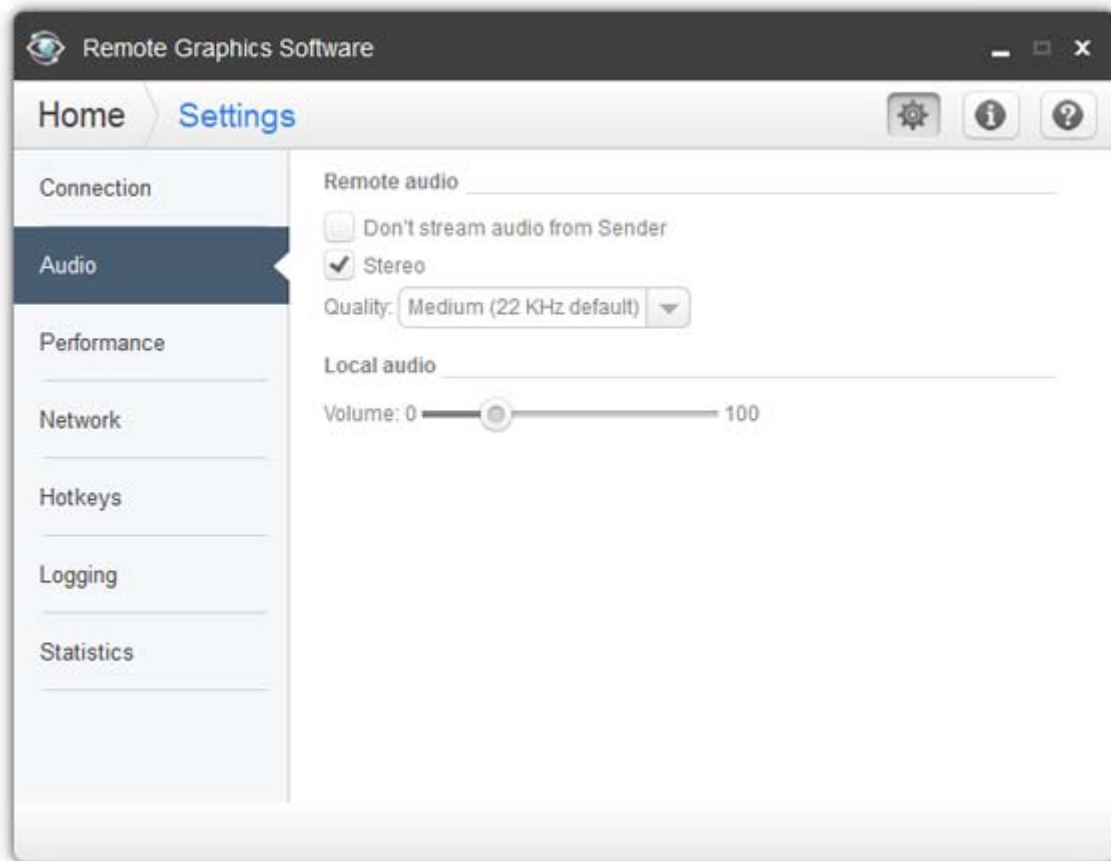 Remote Graphics Software
Home Settings
Connection
Audio
Performance
Network
Hotkeys
Logging
Statistics
Remote audio
Don't stream audio from Sender
Stereo
Quality: Medium (22 KHz default)
Local audio
Volume: 0 100